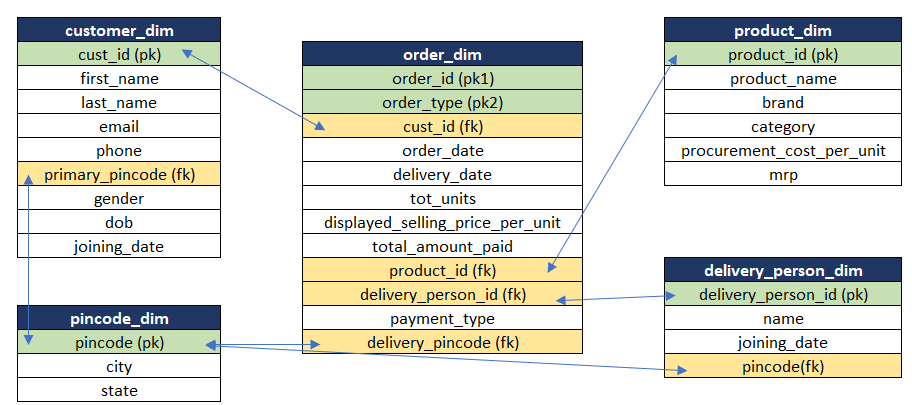 customer_dim
cust_id (pk)
first_name
last_name
email
phone
primary_pincode (fk)
gender
dob
joining_date
pincode_dim
pincode (pk)
city
state
order_dim
order_id (pk1)
order_type (pk2)
cust_id (fk)
order_date
delivery_date
tot_units
displayed_selling_price_per_unit
total_amount_paid
product_id (fk)
delivery_person_id (fk)
payment_type
delivery_pincode (fk)
product_dim
product_id (pk)
product_name
brand
category
procurement_cost_per_unit
mrp
delivery_person_dim
delivery_person_id (pk)
name
joining_date
pincode(fk)